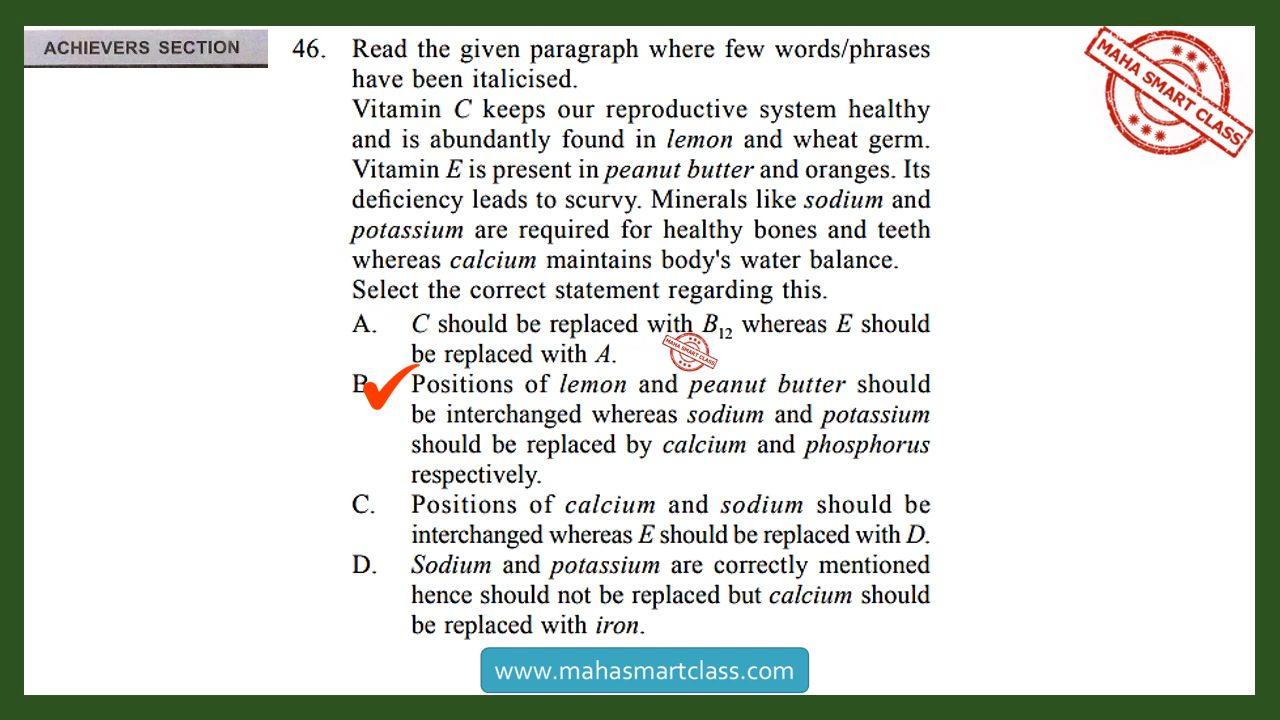 ACHIEVERS SECTION
46. Read the given paragraph where few words/phrases
have been italicised.
Vitamin C keeps our reproductive system healthy
and is abundantly found in lemon and wheat germ.
Vitamin E is present in peanut butter and oranges. Its
deficiency leads to scurvy. Minerals like sodium and
potassium are required for healthy bones and teeth
whereas calcium maintains body's water balance.
Select the correct statement regarding this.
A. C should be replaced with B12 whereas E should
be replaced with A.
B. Positions of lemon and peanut butter should
be interchanged whereas sodium and potassium
should be replaced by calcium and phosphorus
respectively.
C. Positions of calcium and sodium should be
interchanged whereas E should be replaced with D.
D. Sodium and potassium are correctly mentioned
hence should not be replaced but calcium should
be replaced with iron.
MAHA SMART CLASS
MAHA SMART CLASS
www.mahasmartclass.com